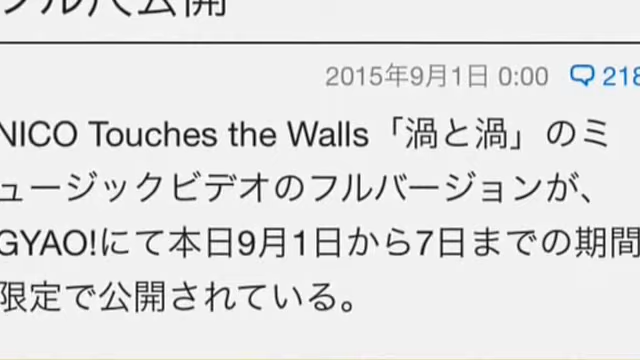 フル尺公開
2015年9月1日 0:00 218
NICO Touches the Walls「渦と渦」のミ
ュージックビデオのフルバージョンが、
GYAO!にて本日9月1日から7日までの期間
限定で公開されている。